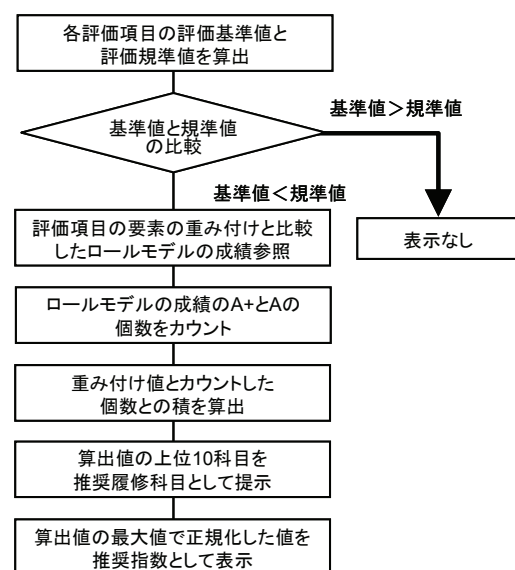 各評価項目の評価基準値と
評価規準値を算出
基準値と規準値
の比較
基準値＞規準値
基準値＜規準値
表示なし
評価項目の要素の重み付けと比較
したロールモデルの成績参照
ロールモデルの成績のA+とAの
個数をカウント
重み付け値とカウントした
個数との積を算出
算出値の上位10科目を
推奨履修科目として提示
算出値の最大値で正規化した値を
推奨指数として表示